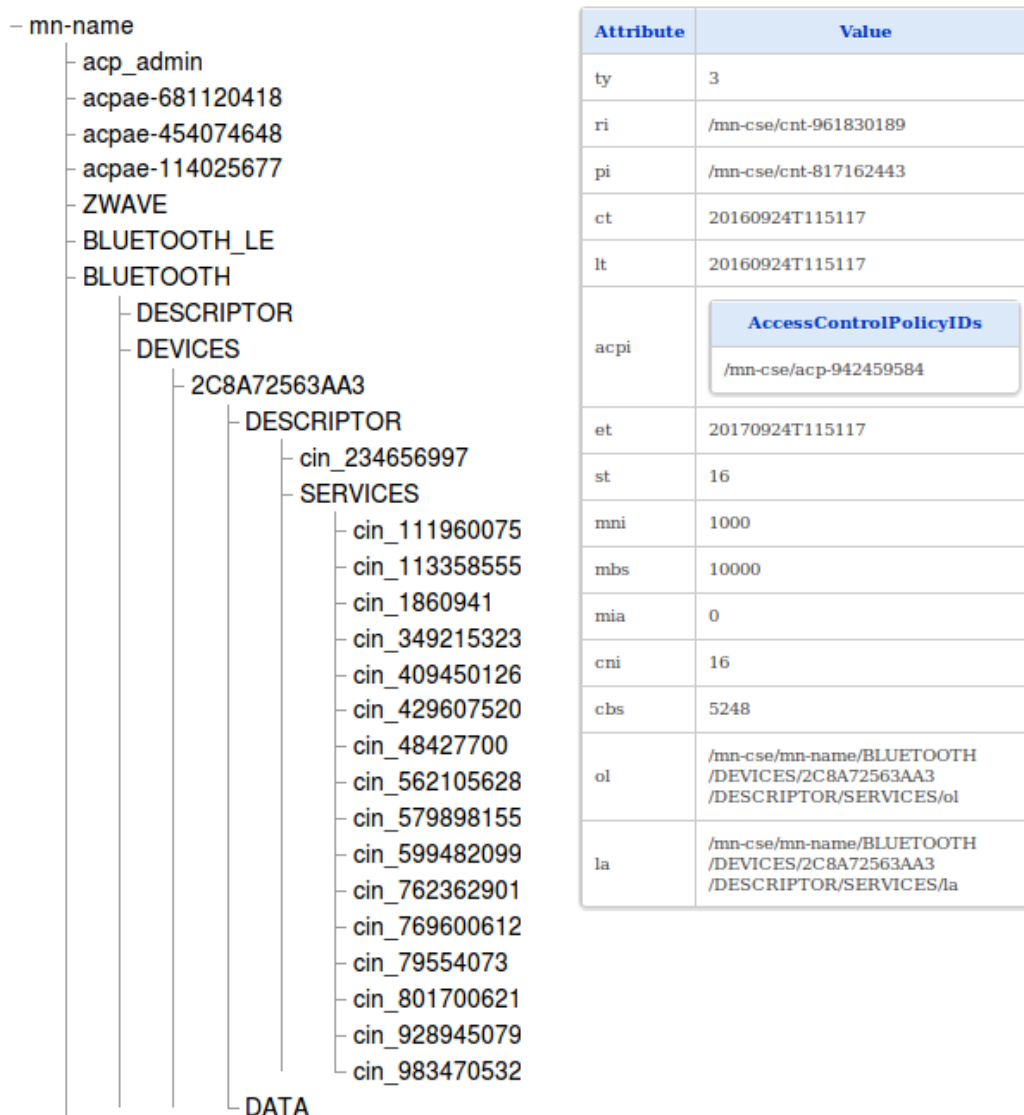 mn-name
acp_admin
acpae-681120418
acpae-454074648
acpae-114025677
ZWAVE
BLUETOOTH_LE
BLUETOOTH
DESCRIPTOR
DEVICES
2C8A72563AA3
DESCRIPTOR
cin_234656997
SERVICES
cin_111960075
cin_113358555
cin_1860941
cin_349215323
cin_409450126
cin_429607520
cin_48427700
cin_562105628
cin_579898155
cin_599482099
cin_762362901
cin_769600612
cin_79554073
cin_801700621
cin_928945079
cin_983470532
DATA
Attribute Value
ty 3
ri /mn-cse/cnt-961830189
pi /mn-cse/cnt-817162443
ct 20160924T115117
lt 20160924T115117
acpi
AccessControlPolicyIDs
/mn-cse/acp-942459584
et 20170924T115117
st 16
mni 1000
mbs 10000
mia 0
cni 16
cbs 5248
ol
/mn-cse/mn-name/BLUETOOTH
/DEVICES/2C8A72563AA3
/DESCRIPTOR/SERVICES/ol
la
/mn-cse/mn-name/BLUETOOTH
/DEVICES/2C8A72563AA3
/DESCRIPTOR/SERVICES/la